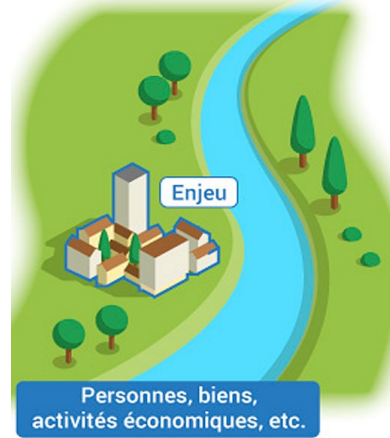 Enjeu
Personnes, biens,
activités économiques, etc.